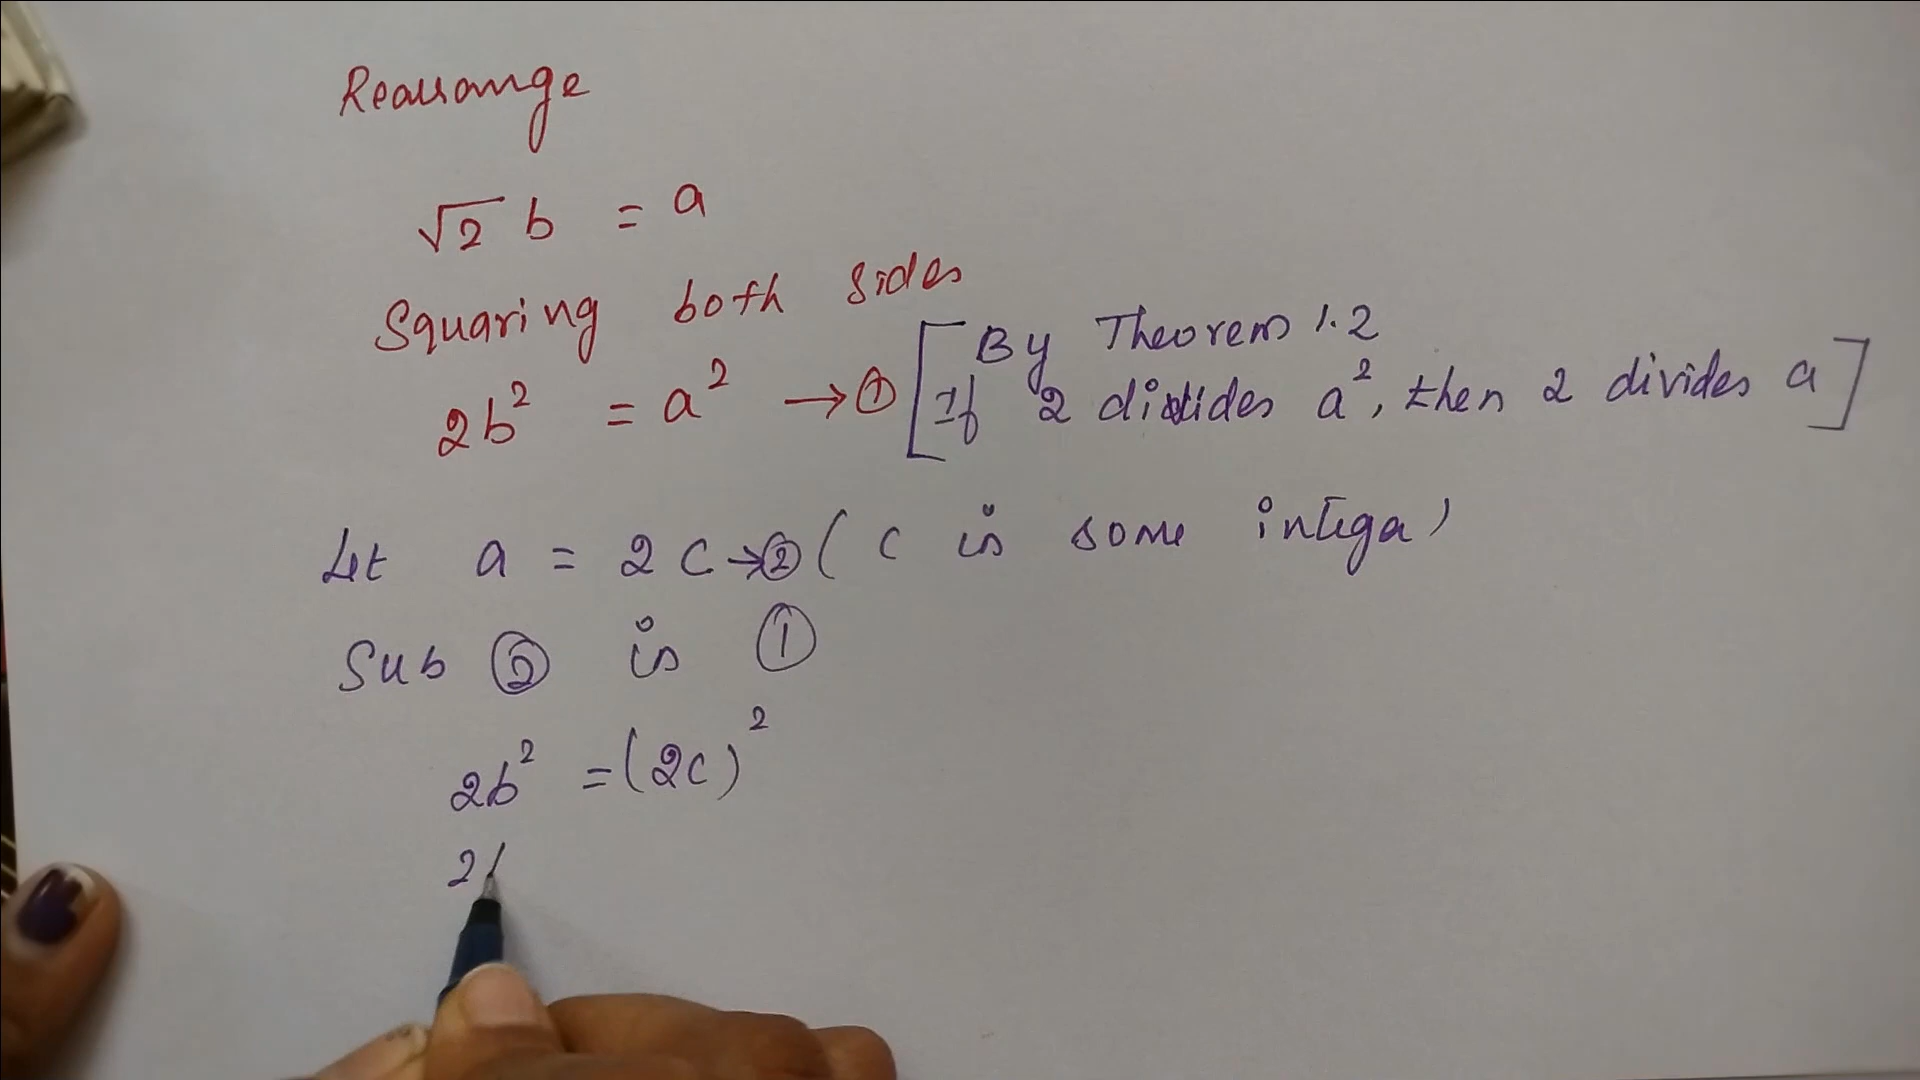 Rearrange
√2 b = a
Squaring both sides
2b² = a² → ① [By Theorem 1.2
If 2 divides a², then 2 divides a]
Let a = 2c → ② (c is some integer)
Sub ② in ①
2b² = (2c)²
2